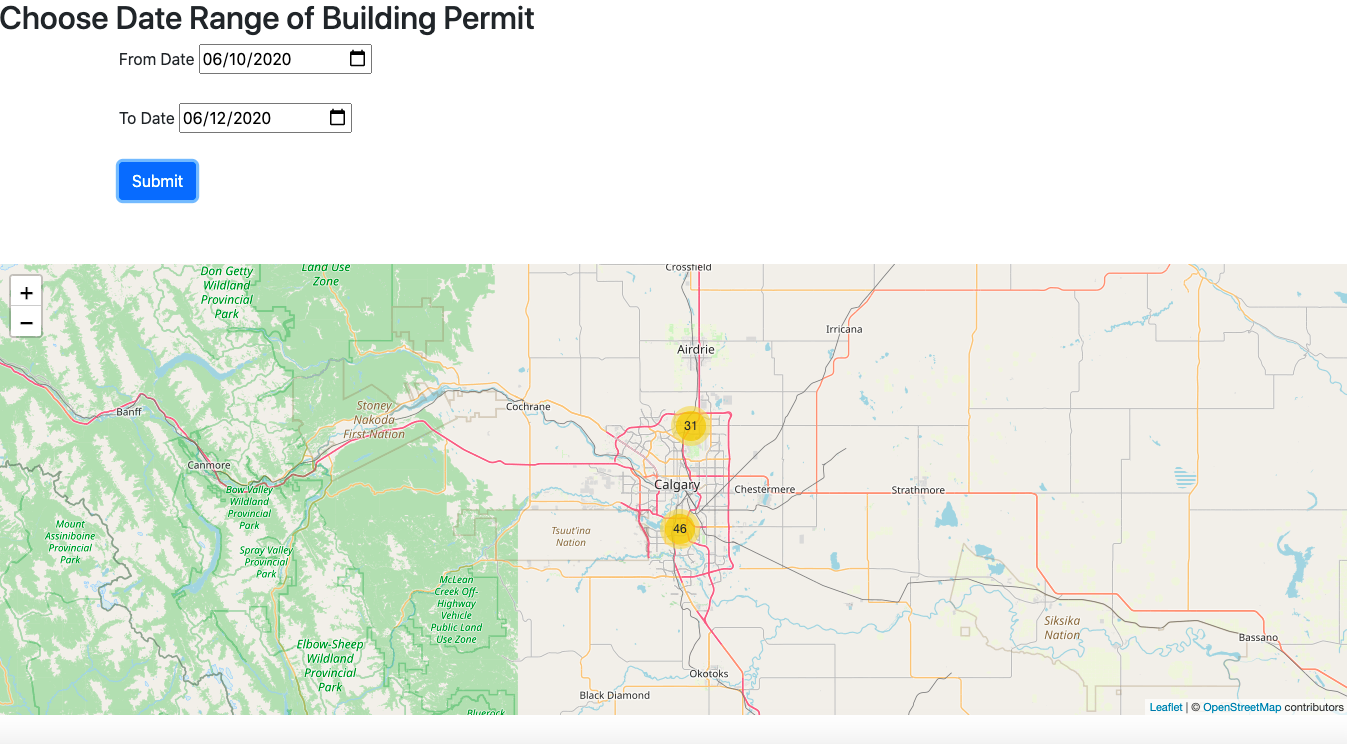 Choose Date Range of Building Permit
From Date 06/10/2020
To Date 06/12/2020
Submit
+
−
Don Getty
Wildland
Provincial
Park
Land Use
Zone
Crossfield
Irricana
Airdrie
Banff
Stoney
Nakoda
First Nation
Cochrane
31
Canmore
Calgary
Chestermere
Strathmore
Bow Valley
Wildland
Provincial
Park
Mount
Assiniboine
Provincial
Park
Tsuut'ina
Nation
46
Spray Valley
Provincial
Park
McLean
Creek Off-
Highway
Vehicle
Public Land
Use Zone
Siksika
Nation
Bassano
Elbow-Sheep
Wildland
Provincial
Park
Okotoks
Black Diamond
Bluerock
Leaflet | © OpenStreetMap contributors